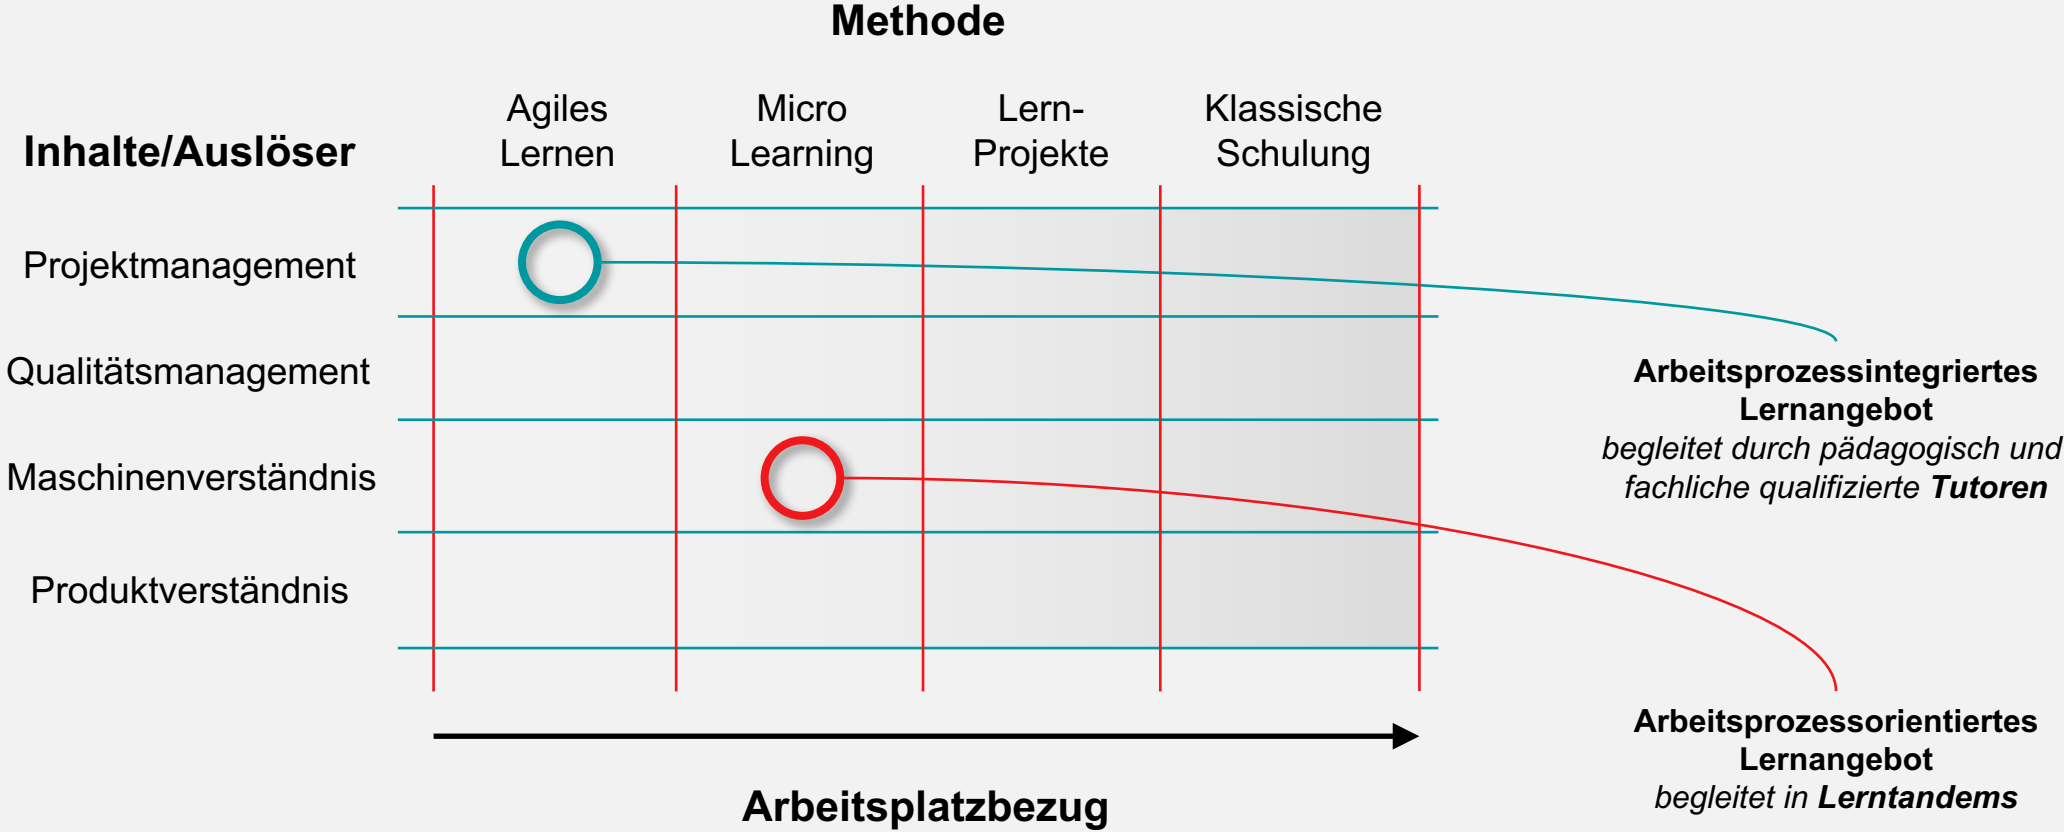 Methode
Inhalte/Auslöser
Agiles
Lernen
Micro
Learning
Lern-
Projekte
Klassische
Schulung
Projektmanagement
Qualitätsmanagement
Maschinenverständnis
Produktverständnis
Arbeitsprozessintegriertes
Lernangebot
begleitet durch pädagogisch und
fachliche qualifizierte Tutoren
Arbeitsprozessorientiertes
Lernangebot
begleitet in Lerntandems
Arbeitsplatzbezug